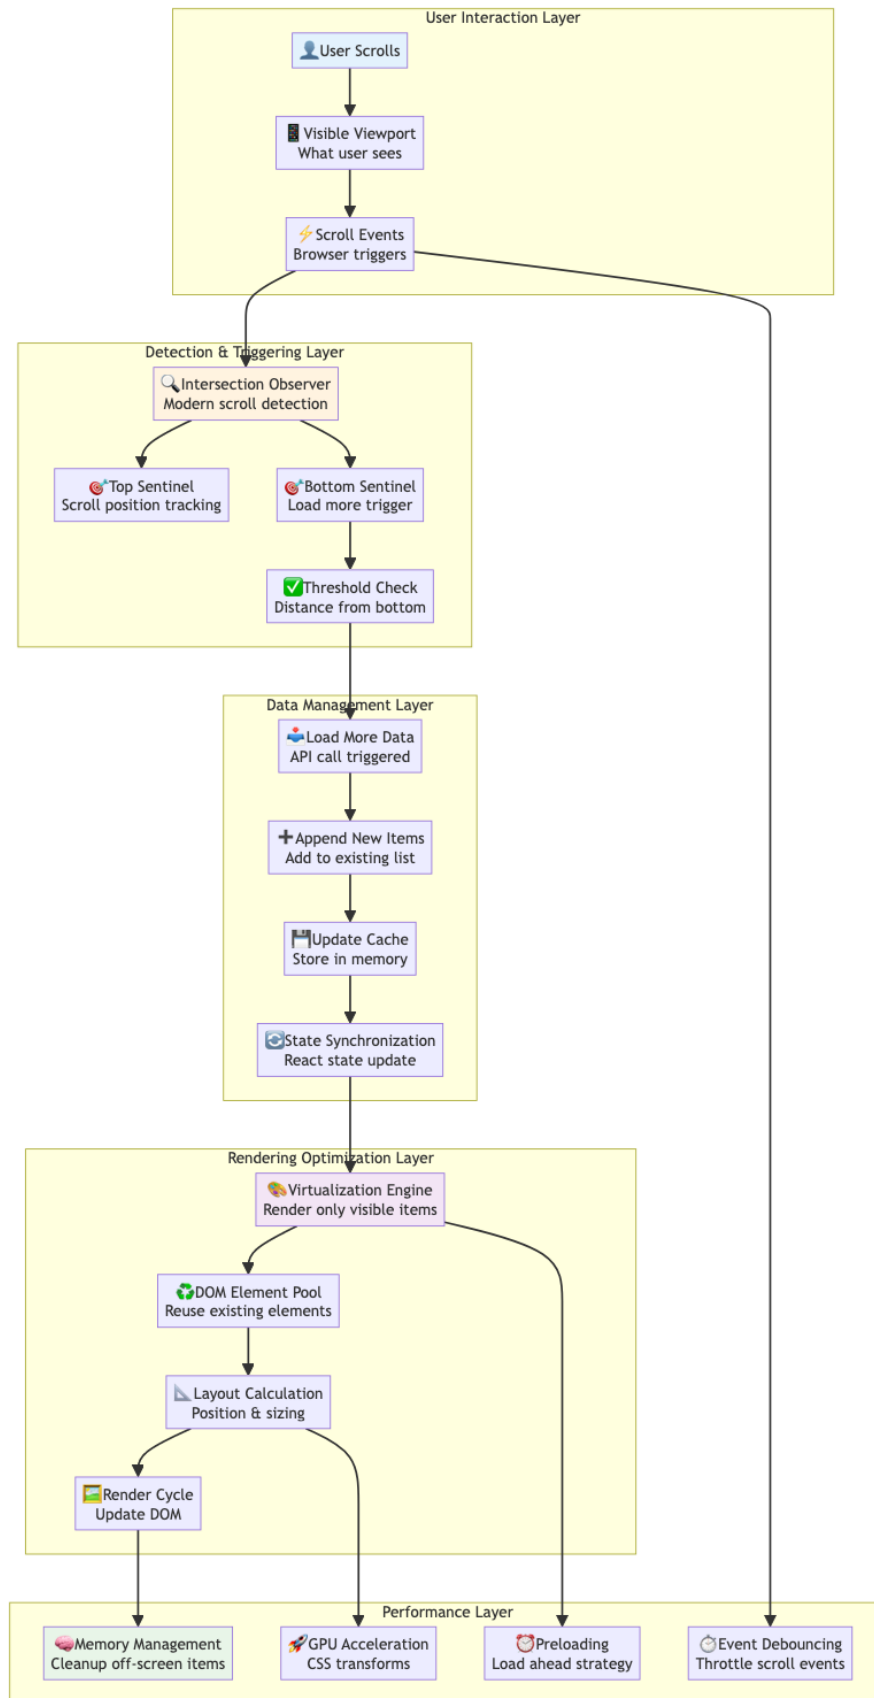 User Interaction Layer
👤User Scrolls
📱Visible Viewport
What user sees
⚡Scroll Events
Browser triggers
Detection & Triggering Layer
🔍Intersection Observer
Modern scroll detection
🎯Top Sentinel
Scroll position tracking
🎯Bottom Sentinel
Load more trigger
✅Threshold Check
Distance from bottom
Data Management Layer
📥Load More Data
API call triggered
➕Append New Items
Add to existing list
💾Update Cache
Store in memory
🔄State Synchronization
React state update
Rendering Optimization Layer
🎨Virtualization Engine
Render only visible items
♻️DOM Element Pool
Reuse existing elements
📐Layout Calculation
Position & sizing
🖼️Render Cycle
Update DOM
Performance Layer
🧠Memory Management
Cleanup off-screen items
🚀GPU Acceleration
CSS transforms
⏰Preloading
Load ahead strategy
⏱️Event Debouncing
Throttle scroll events